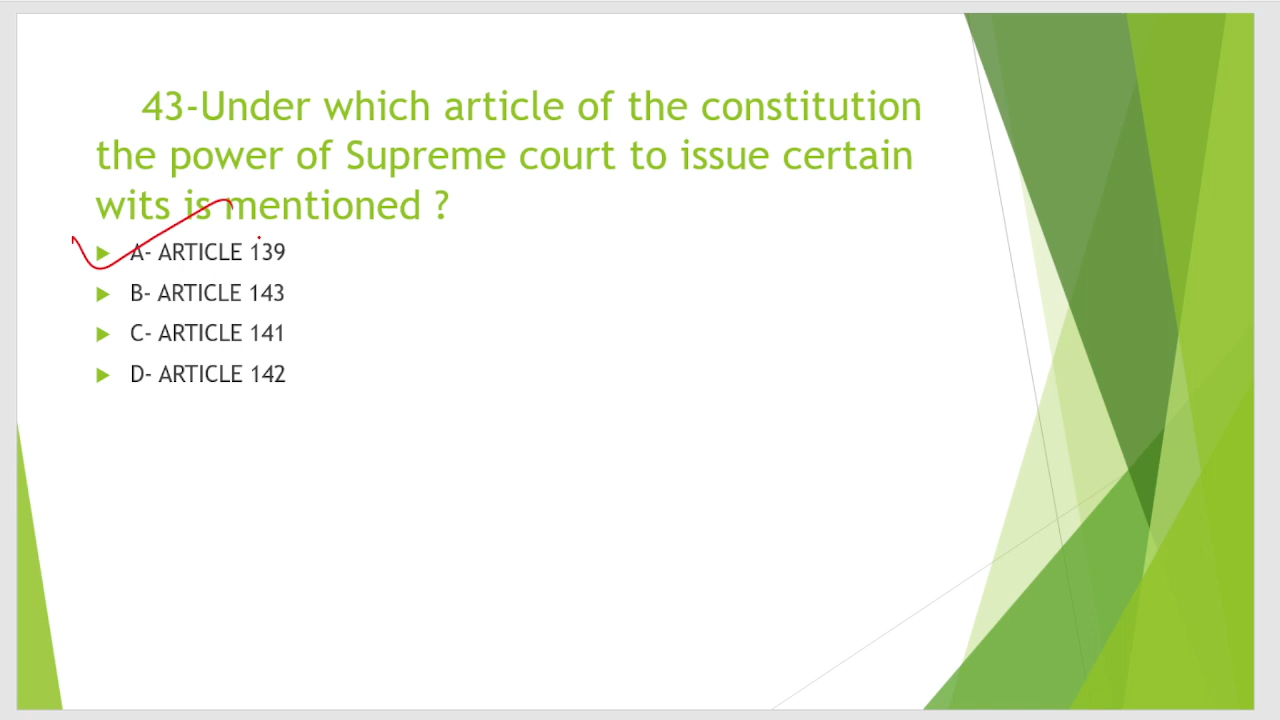 43-Under which article of the constitution
the power of Supreme court to issue certain
wits is mentioned ?
A- ARTICLE 139
B- ARTICLE 143
C- ARTICLE 141
D- ARTICLE 142